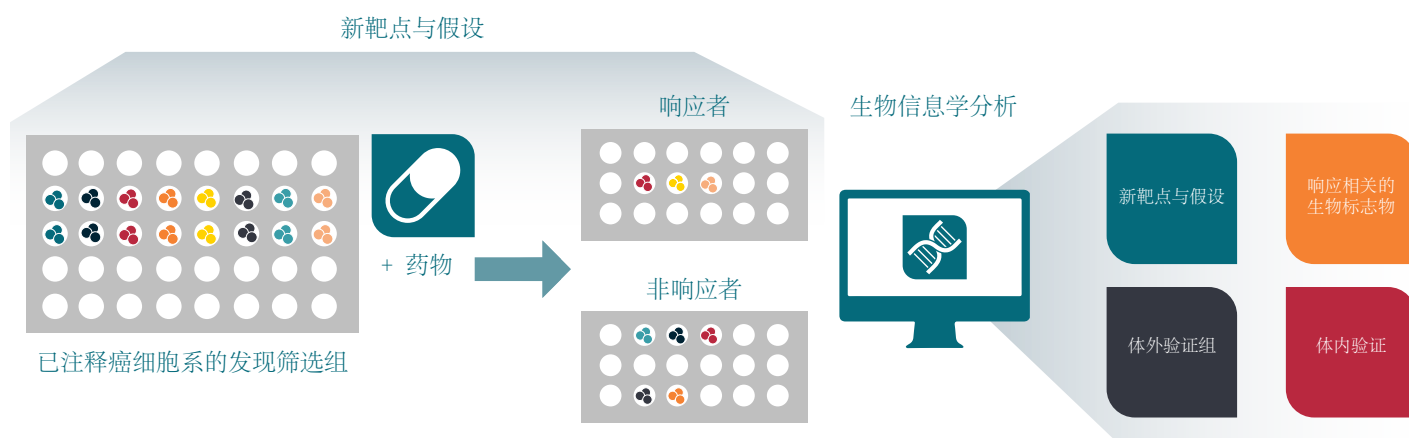 新靶点与假设
响应者
生物信息学分析
+ 药物
非响应者
已注释癌细胞系的发现筛选组
新靶点与假设
响应相关的
生物标志物
体外验证组
体内验证